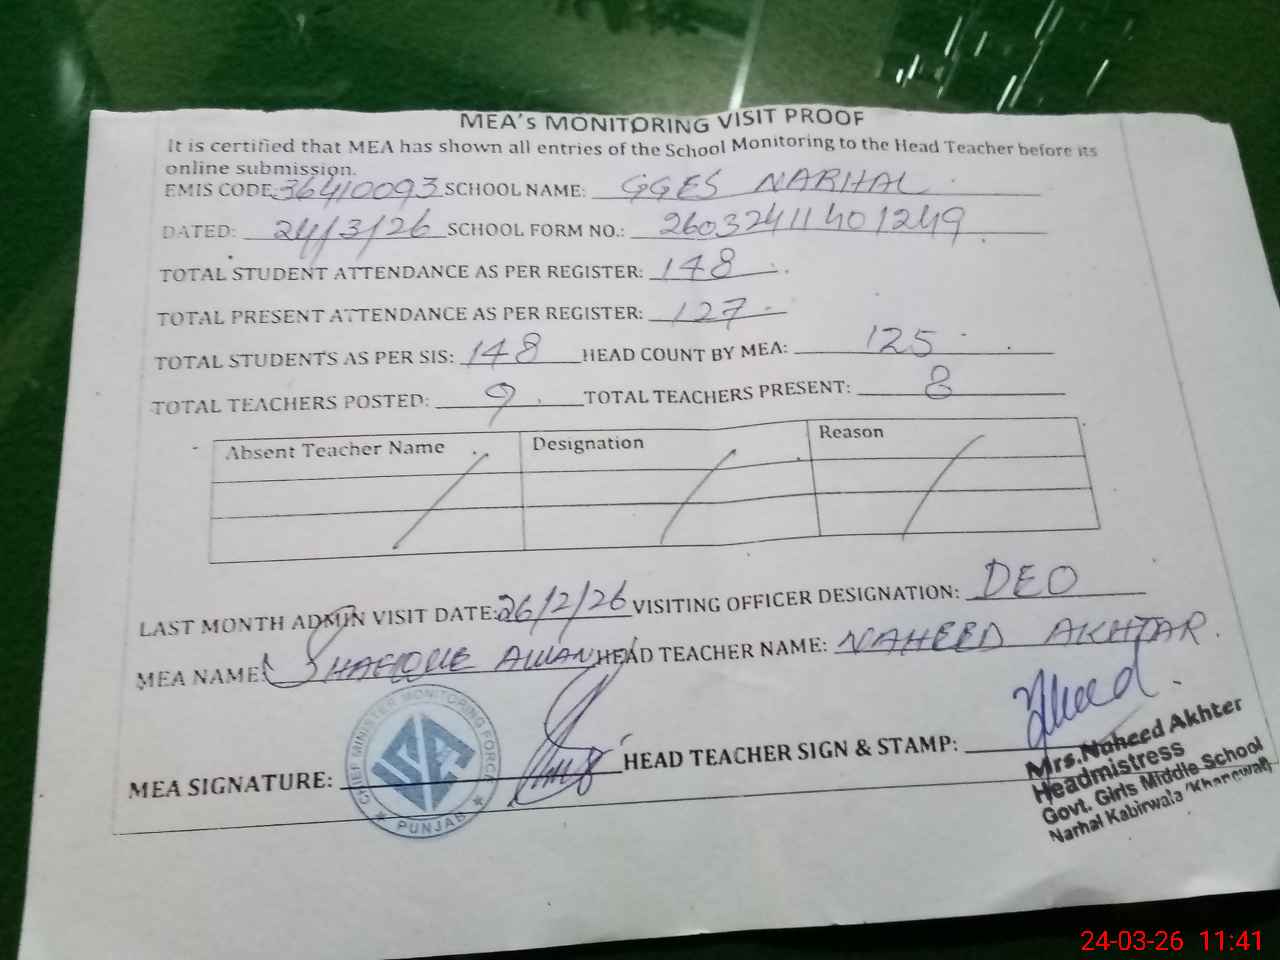 MEA's MONITORING VISIT PROOF
It is certified that MEA has shown all entries of the School Monitoring to the Head Teacher before its
online submission.
EMIS CODE: 36410093 SCHOOL NAME: GGES NARHAL
DATED: 24/3/26 SCHOOL FORM NO.: 26032411401249
TOTAL STUDENT ATTENDANCE AS PER REGISTER: 148
TOTAL PRESENT ATTENDANCE AS PER REGISTER: 127
TOTAL STUDENTS AS PER SIS: 148 HEAD COUNT BY MEA: 125
TOTAL TEACHERS POSTED: 9 TOTAL TEACHERS PRESENT: 8
Absent Teacher Name Designation Reason
LAST MONTH ADMIN VISIT DATE: 26/2/26 VISITING OFFICER DESIGNATION: DEO
MEA NAME: SHAFIQUE AWAN HEAD TEACHER NAME: NAHEED AKHTAR.
MEA SIGNATURE: HEAD TEACHER SIGN & STAMP:
CHIEF MINISTER MONITORING FORCE
PUNJAB
Mrs.Naheed Akhter
Headmistress
Govt. Girls Middle School
Narhal Kabirwala (Khanewal)
24-03-26 11:41